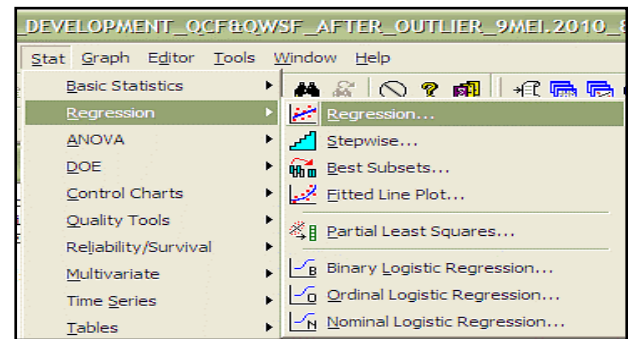 _DEVELOPMENT_QCF&QWSF_AFTER_OUTLIER_9MEI.2010_8
Stat Graph Editor Tools Window Help
Basic Statistics
Regression
ANOVA
DOE
Control Charts
Quality Tools
Reliability/Survival
Multivariate
Time Series
Tables
Regression...
Stepwise...
Best Subsets...
Fitted Line Plot...
Partial Least Squares...
Binary Logistic Regression...
Ordinal Logistic Regression...
Nominal Logistic Regression...